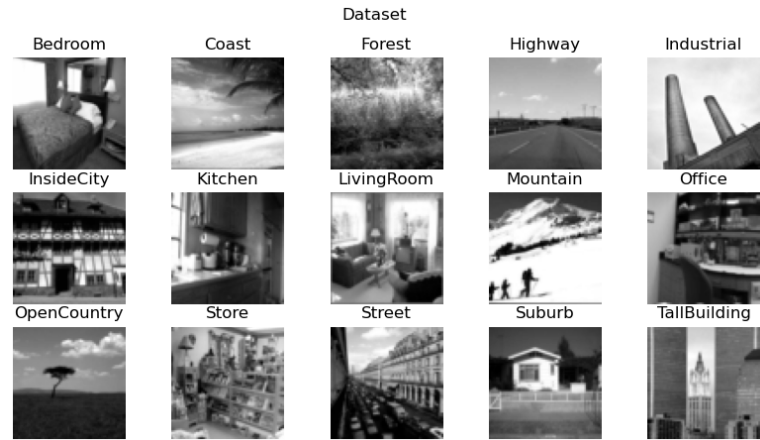 Dataset
Bedroom Coast Forest Highway Industrial
InsideCity Kitchen LivingRoom Mountain Office
OpenCountry Store Street Suburb TallBuilding